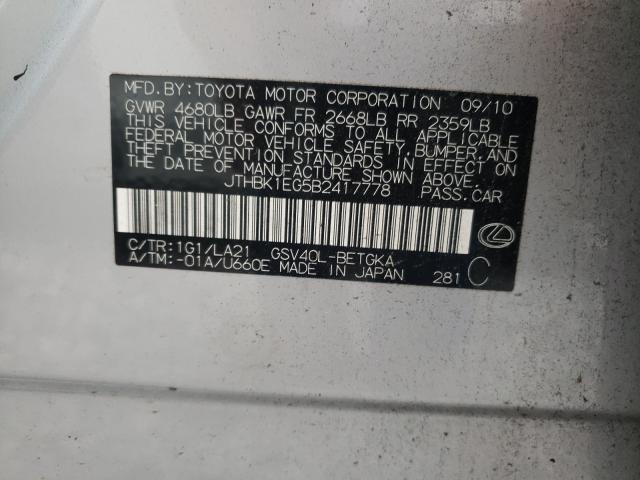 MFD.BY:TOYOTA MOTOR CORPORATION 09/10
GVWR 4680LB GAWR FR 2668LB RR 2359LB
THIS VEHICLE CONFORMS TO ALL APPLICABLE
FEDERAL MOTOR VEHICLE SAFETY,BUMPER,AND
THEFT PREVENTION STANDARDS IN EFFECT ON
THE DATE OF MANUFACTURE SHOWN ABOVE.
JTHBK1EG5B2417778 PASS.CAR
C/TR:1G1/LA21 GSV40L-BETGKA
A/TM:-01A/U660E MADE IN JAPAN 281 C